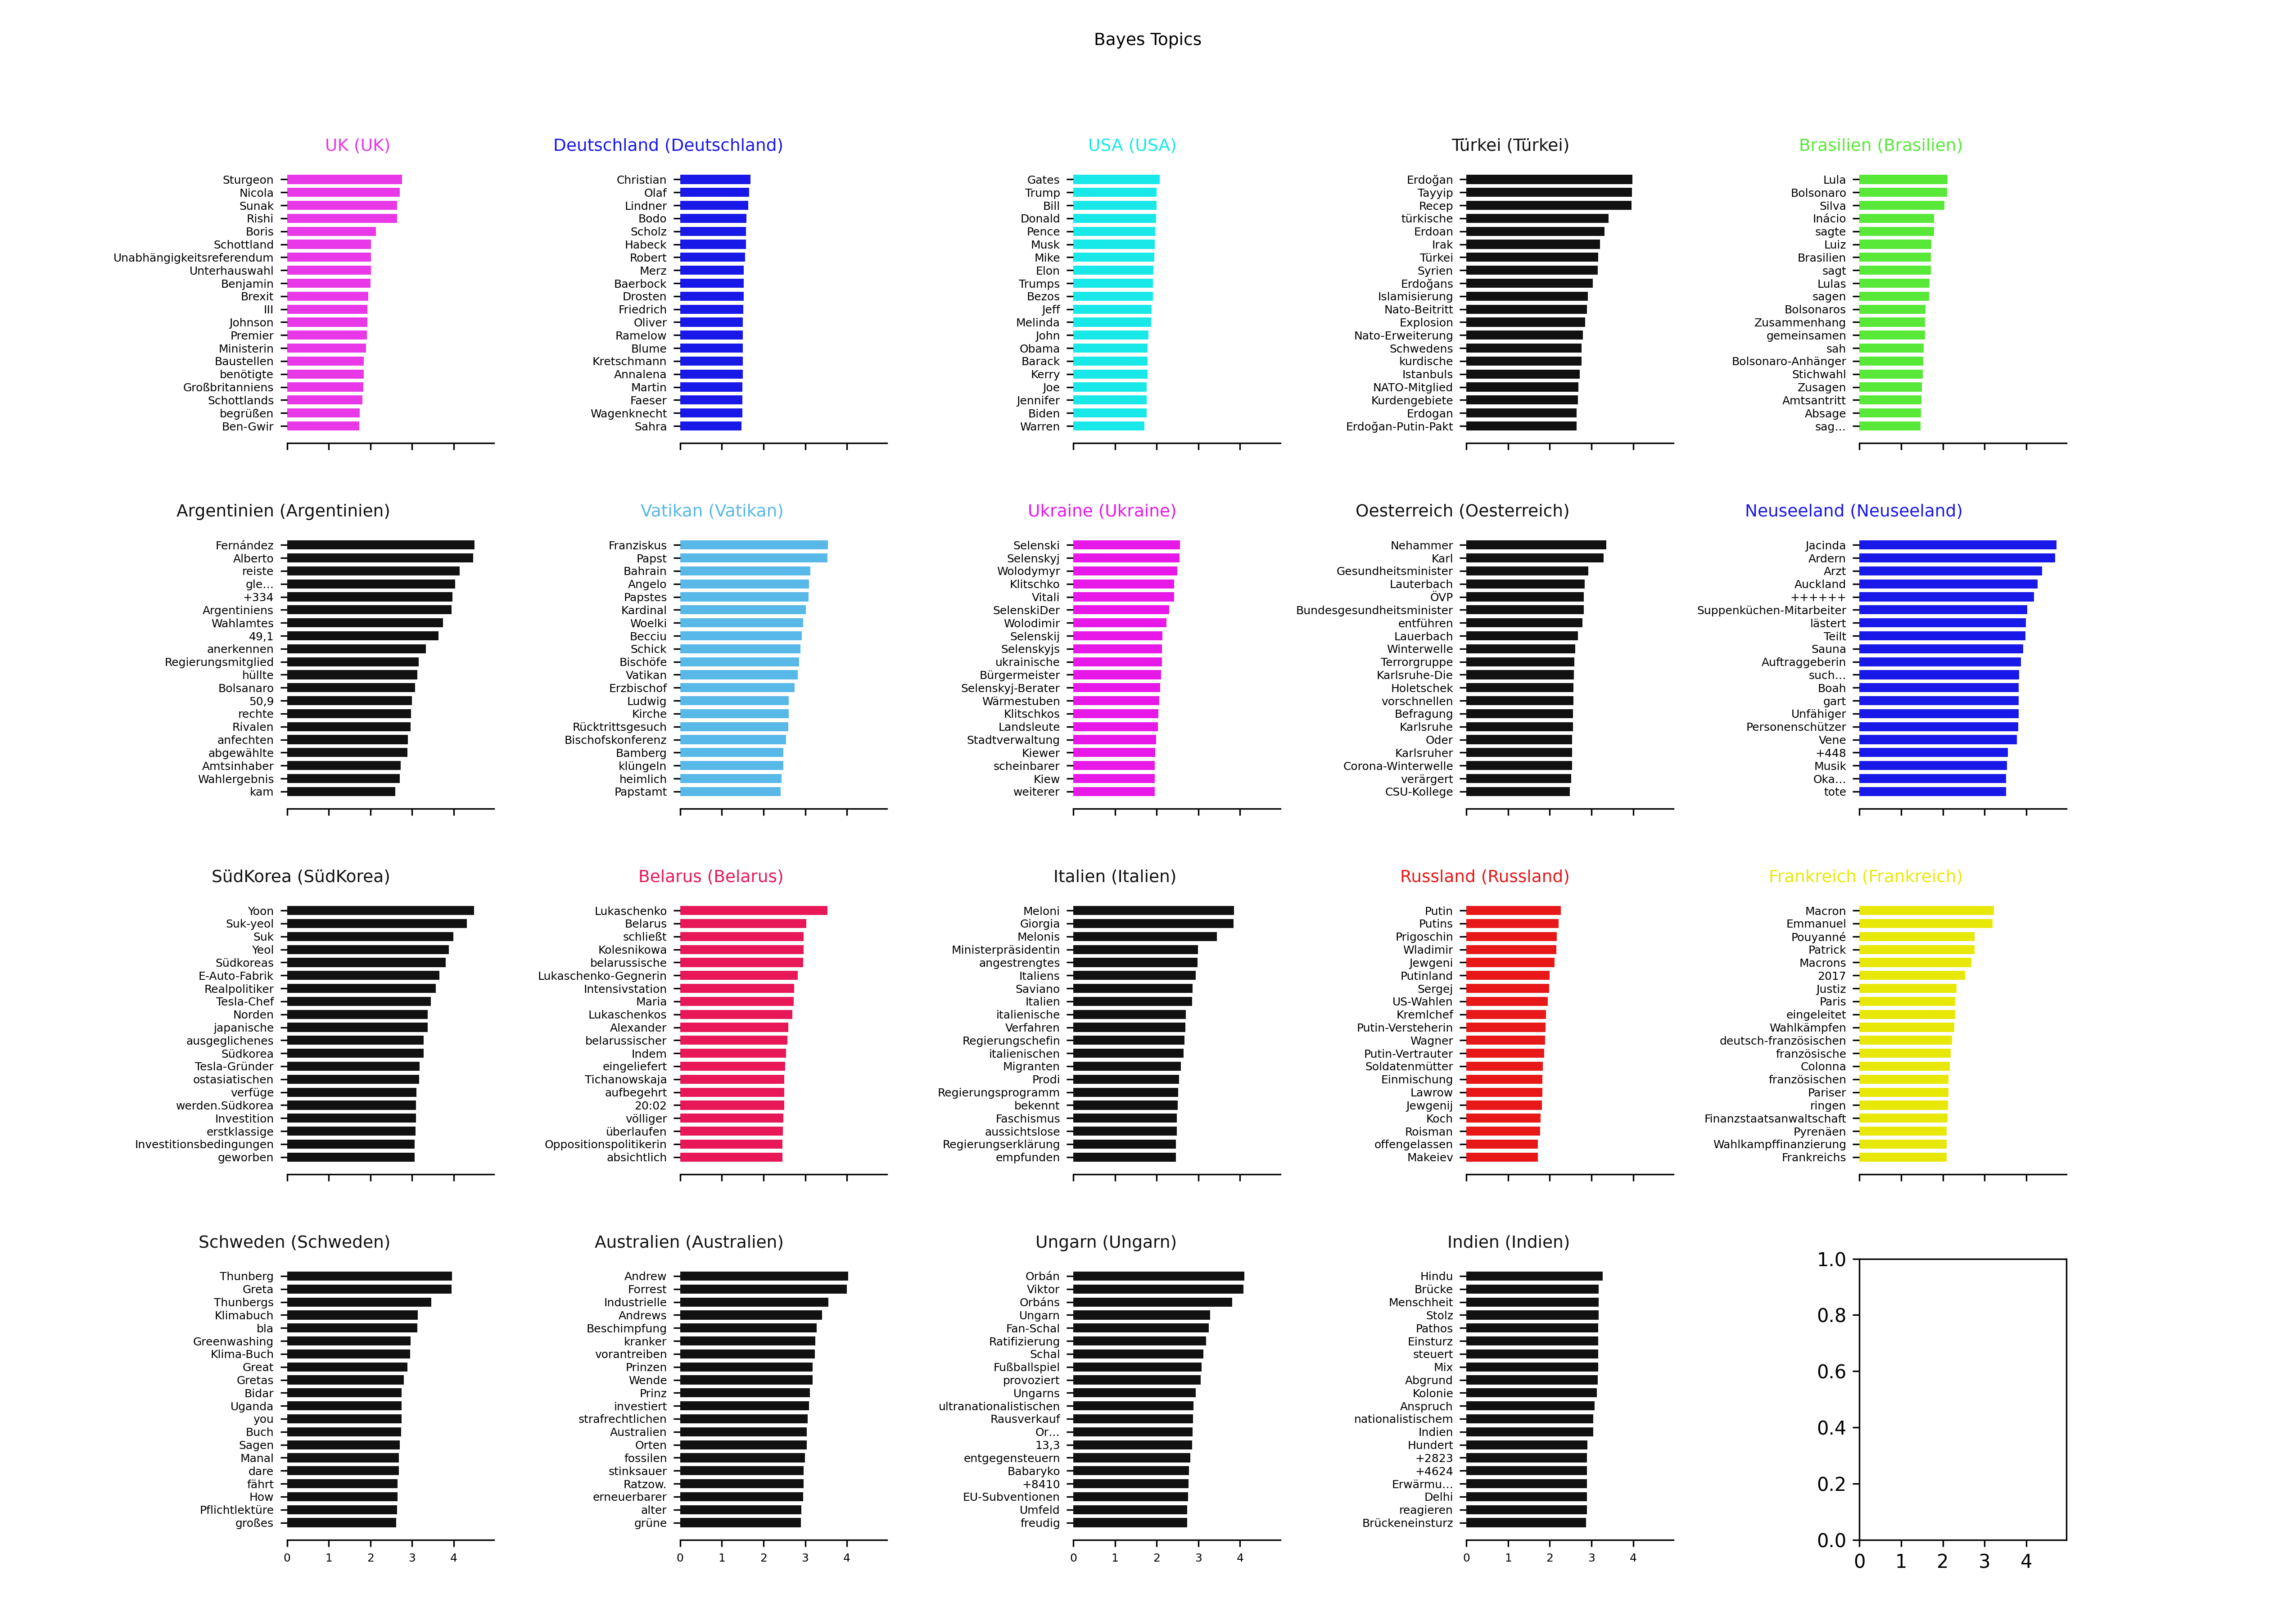 Bayes Topics
UK (UK)
Sturgeon
Nicola
Sunak
Rishi
Boris
Schottland
Unabhängigkeitsreferendum
Unterhauswahl
Benjamin
Brexit
III
Johnson
Premier
Ministerin
Baustellen
benötigte
Großbritanniens
Schottlands
begrüßen
Ben-Gwir
Deutschland (Deutschland)
Christian
Olaf
Lindner
Bodo
Scholz
Habeck
Robert
Merz
Baerbock
Drosten
Friedrich
Oliver
Ramelow
Blume
Kretschmann
Annalena
Martin
Faeser
Wagenknecht
Sahra
USA (USA)
Gates
Trump
Bill
Donald
Pence
Musk
Mike
Elon
Trumps
Bezos
Jeff
Melinda
John
Obama
Barack
Kerry
Joe
Jennifer
Biden
Warren
Türkei (Türkei)
Erdoğan
Tayyip
Recep
türkische
Erdoan
Irak
Türkei
Syrien
Erdoğans
Islamisierung
Nato-Beitritt
Explosion
Nato-Erweiterung
Schwedens
kurdische
Istanbuls
NATO-Mitglied
Kurdengebiete
Erdogan
Erdoğan-Putin-Pakt
Brasilien (Brasilien)
Lula
Bolsonaro
Silva
Inácio
sagte
Luiz
Brasilien
sagt
Lulas
sagen
Bolsonaros
Zusammenhang
gemeinsamen
sah
Bolsonaro-Anhänger
Stichwahl
Zusagen
Amtsantritt
Absage
sag…
Argentinien (Argentinien)
Fernández
Alberto
reiste
gle…
+334
Argentiniens
Wahlamtes
49,1
anerkennen
Regierungsmitglied
hüllte
Bolsanaro
50,9
rechte
Rivalen
anfechten
abgewählte
Amtsinhaber
Wahlergebnis
kam
Vatikan (Vatikan)
Franziskus
Papst
Bahrain
Angelo
Papstes
Kardinal
Woelki
Becciu
Schick
Bischöfe
Vatikan
Erzbischof
Ludwig
Kirche
Rücktrittsgesuch
Bischofskonferenz
Bamberg
klüngeln
heimlich
Papstamt
Ukraine (Ukraine)
Selenski
Selenskyj
Wolodymyr
Klitschko
Vitali
SelenskiDer
Wolodimir
Selenskij
Selenskyjs
ukrainische
Bürgermeister
Selenskyj-Berater
Wärmestuben
Klitschkos
Landsleute
Stadtverwaltung
Kiewer
scheinbarer
Kiew
weiterer
Oesterreich (Oesterreich)
Nehammer
Karl
Gesundheitsminister
Lauterbach
ÖVP
Bundesgesundheitsminister
entführen
Lauerbach
Winterwelle
Terrorgruppe
Karlsruhe-Die
Holetschek
vorschnellen
Befragung
Karlsruhe
Oder
Karlsruher
Corona-Winterwelle
verärgert
CSU-Kollege
Neuseeland (Neuseeland)
Jacinda
Ardern
Arzt
Auckland
++++++
Suppenküchen-Mitarbeiter
lästert
Teilt
Sauna
Auftraggeberin
such…
Boah
gart
Unfähiger
Personenschützer
Vene
+448
Musik
Oka…
tote
SüdKorea (SüdKorea)
Yoon
Suk-yeol
Suk
Yeol
Südkoreas
E-Auto-Fabrik
Realpolitiker
Tesla-Chef
Norden
japanische
ausgeglichenes
Südkorea
Tesla-Gründer
ostasiatischen
verfüge
werden.Südkorea
Investition
erstklassige
Investitionsbedingungen
geworben
Belarus (Belarus)
Lukaschenko
Belarus
schließt
Kolesnikowa
belarussische
Lukaschenko-Gegnerin
Intensivstation
Maria
Lukaschenkos
Alexander
belarussischer
Indem
eingeliefert
Tichanowskaja
aufbegehrt
20:02
völliger
überlaufen
Oppositionspolitikerin
absichtlich
Italien (Italien)
Meloni
Giorgia
Melonis
Ministerpräsidentin
angestrengtes
Italiens
Saviano
Italien
italienische
Verfahren
Regierungschefin
italienischen
Migranten
Prodi
Regierungsprogramm
bekennt
Faschismus
aussichtslose
Regierungserklärung
empfunden
Russland (Russland)
Putin
Putins
Prigoschin
Wladimir
Jewgeni
Putinland
Sergej
US-Wahlen
Kremlchef
Putin-Versteherin
Wagner
Putin-Vertrauter
Soldatenmütter
Einmischung
Lawrow
Jewgenij
Koch
Roisman
offengelassen
Makeiev
Frankreich (Frankreich)
Macron
Emmanuel
Pouyanné
Patrick
Macrons
2017
Justiz
Paris
eingeleitet
Wahlkämpfen
deutsch-französischen
französische
Colonna
französischen
Pariser
ringen
Finanzstaatsanwaltschaft
Pyrenäen
Wahlkampffinanzierung
Frankreichs
Schweden (Schweden)
Thunberg
Greta
Thunbergs
Klimabuch
bla
Greenwashing
Klima-Buch
Great
Gretas
Bidar
Uganda
you
Buch
Sagen
Manal
dare
fährt
How
Pflichtlektüre
großes
0 1 2 3 4
Australien (Australien)
Andrew
Forrest
Industrielle
Andrews
Beschimpfung
kranker
vorantreiben
Prinzen
Wende
Prinz
investiert
strafrechtlichen
Australien
Orten
fossilen
stinksauer
Ratzow.
erneuerbarer
alter
grüne
0 1 2 3 4
Ungarn (Ungarn)
Orbán
Viktor
Orbáns
Ungarn
Fan-Schal
Ratifizierung
Schal
Fußballspiel
provoziert
Ungarns
ultranationalistischen
Rausverkauf
Or…
13,3
entgegensteuern
Babaryko
+8410
EU-Subventionen
Umfeld
freudig
0 1 2 3 4
Indien (Indien)
Hindu
Brücke
Menschheit
Stolz
Pathos
Einsturz
steuert
Mix
Abgrund
Kolonie
Anspruch
nationalistischem
Indien
Hundert
+2823
+4624
Erwärmu…
Delhi
reagieren
Brückeneinsturz
0 1 2 3 4
1.0
0.8
0.6
0.4
0.2
0.0
0 1 2 3 4